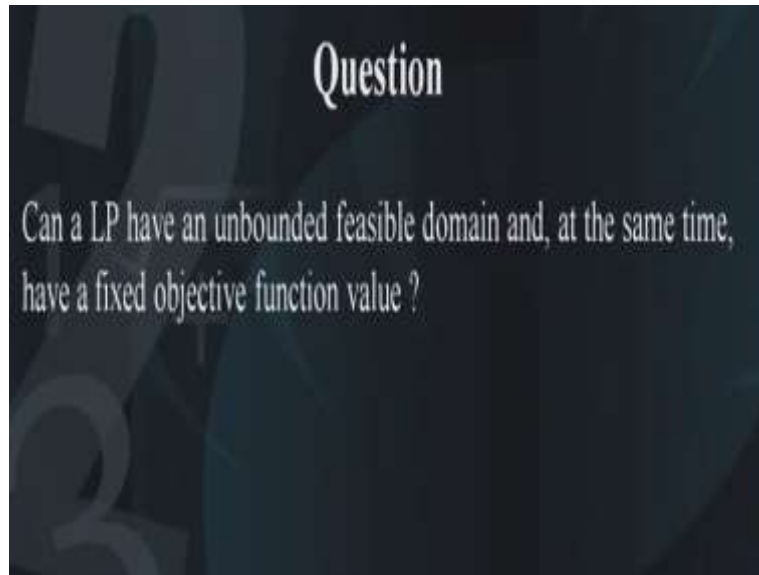 Question
Can a LP have an unbounded feasible domain and, at the same time,
have a fixed objective function value ?